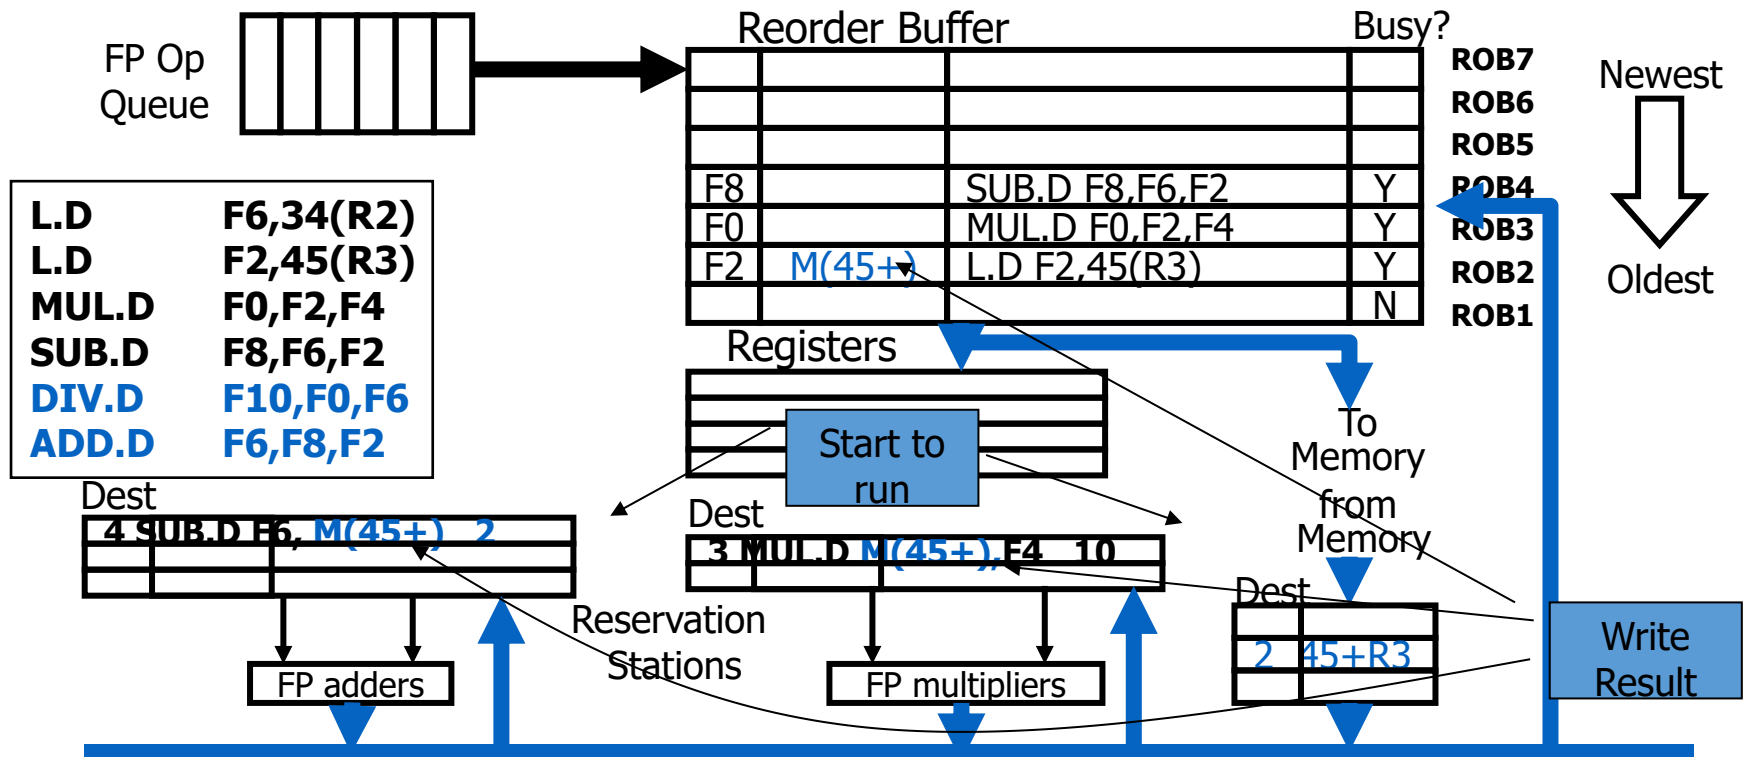 Reorder Buffer
Busy?
FP Op
Queue
ROB7
ROB6
ROB5
F8 SUB.D F8,F6,F2 Y ROB4
F0 MUL.D F0,F2,F4 Y ROB3
F2 M(45+) L.D F2,45(R3) Y ROB2
N ROB1
Newest
Oldest
L.D F6,34(R2)
L.D F2,45(R3)
MUL.D F0,F2,F4
SUB.D F8,F6,F2
DIV.D F10,F0,F6
ADD.D F6,F8,F2
Registers
Start to
run
To
Memory
from
Memory
Dest
4 SUB.D F6, M(45+) 2
Dest
3 MUL.D M(45+),F4 10
Dest
2 45+R3
Reservation
Stations
FP adders
FP multipliers
Write
Result